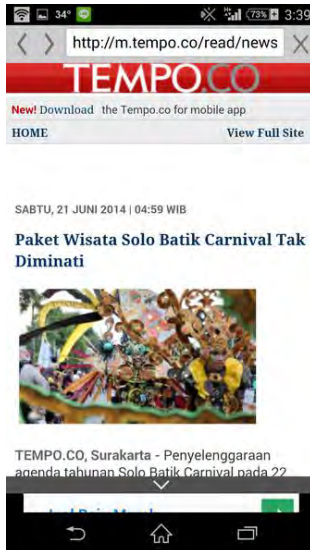 34°
73%
3:39
http://m.tempo.co/read/news
TEMPO.CO
New! Download the Tempo.co for mobile app
HOME
View Full Site
SABTU, 21 JUNI 2014 | 04:59 WIB
Paket Wisata Solo Batik Carnival Tak
Diminati
TEMPO.CO, Surakarta - Penyelenggaraan
agenda tahunan Solo Batik Carnival pada 22